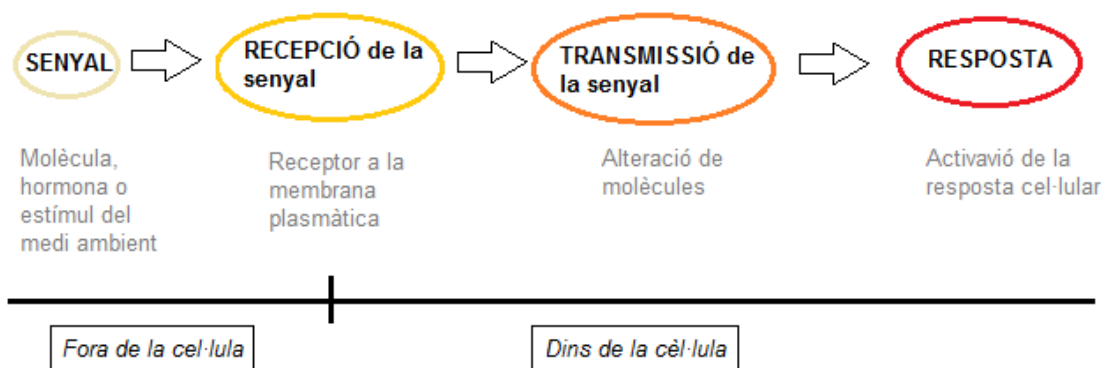 SENYAL
RECEPCIÓ de la
senyal
TRANSMISSIÓ de
la senyal
RESPOSTA
Molècula,
hormona o
estímul del
medi ambient
Receptor a la
membrana
plasmàtica
Alteració de
molècules
Activavió de la
resposta cel·lular
Fora de la cel·lula
Dins de la cèl·lula